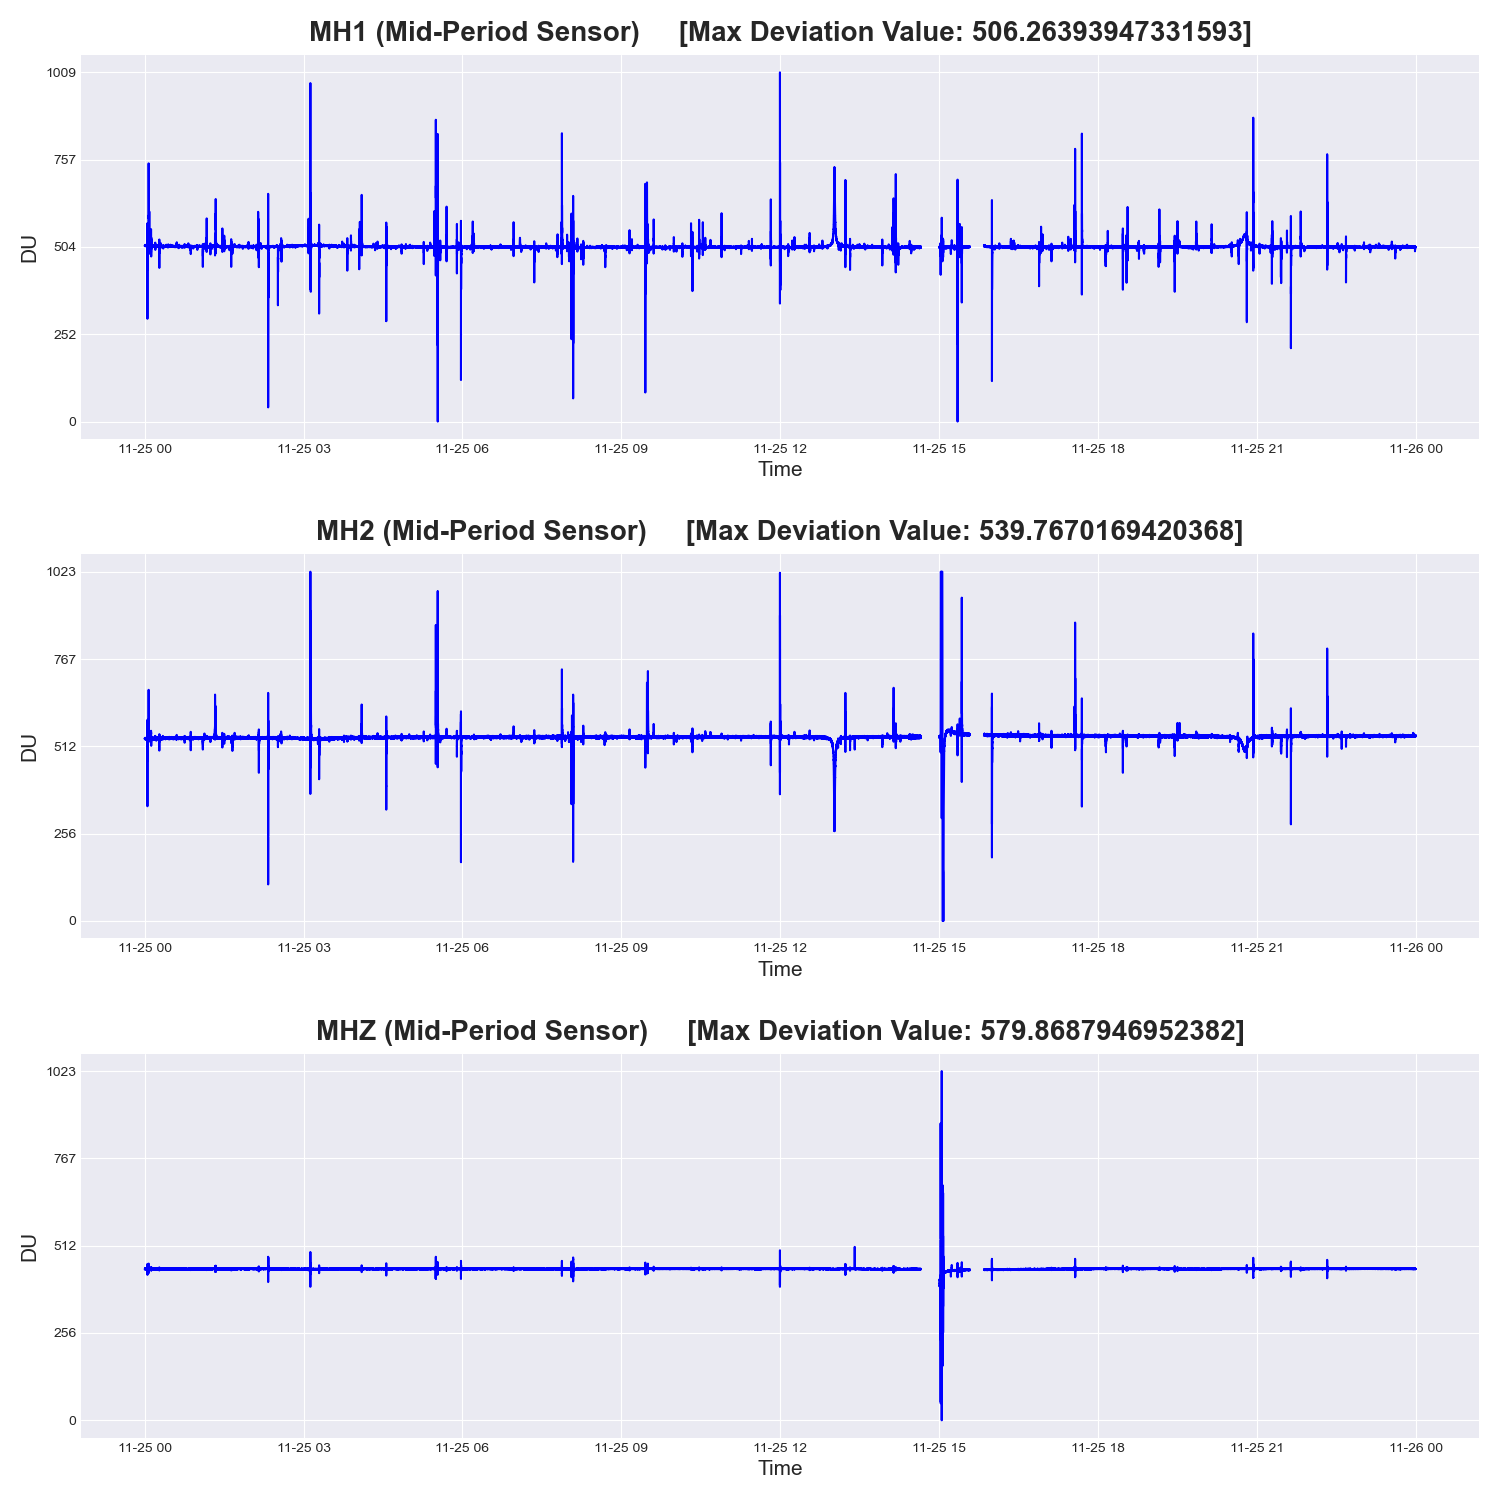 MH1 (Mid-Period Sensor) [Max Deviation Value: 506.26393947331593]
1009
757
504
252
0
DU
11-25 00 11-25 03 11-25 06 11-25 09 11-25 12 11-25 15 11-25 18 11-25 21 11-26 00
Time
MH2 (Mid-Period Sensor) [Max Deviation Value: 539.7670169420368]
1023
767
512
256
0
DU
11-25 00 11-25 03 11-25 06 11-25 09 11-25 12 11-25 15 11-25 18 11-25 21 11-26 00
Time
MHZ (Mid-Period Sensor) [Max Deviation Value: 579.8687946952382]
1023
767
512
256
0
DU
11-25 00 11-25 03 11-25 06 11-25 09 11-25 12 11-25 15 11-25 18 11-25 21 11-26 00
Time